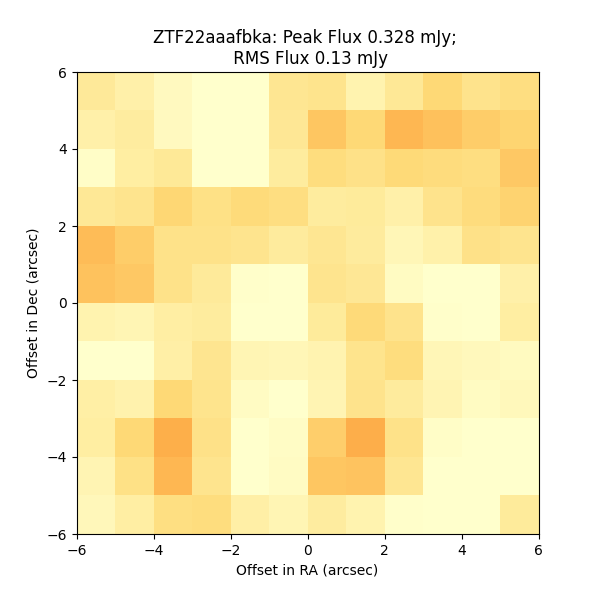 ZTF22aaafbka: Peak Flux 0.328 mJy;
RMS Flux 0.13 mJy
6
4
2
0
−2
−4
−6
Offset in Dec (arcsec)
−6 −4 −2 0 2 4 6
Offset in RA (arcsec)